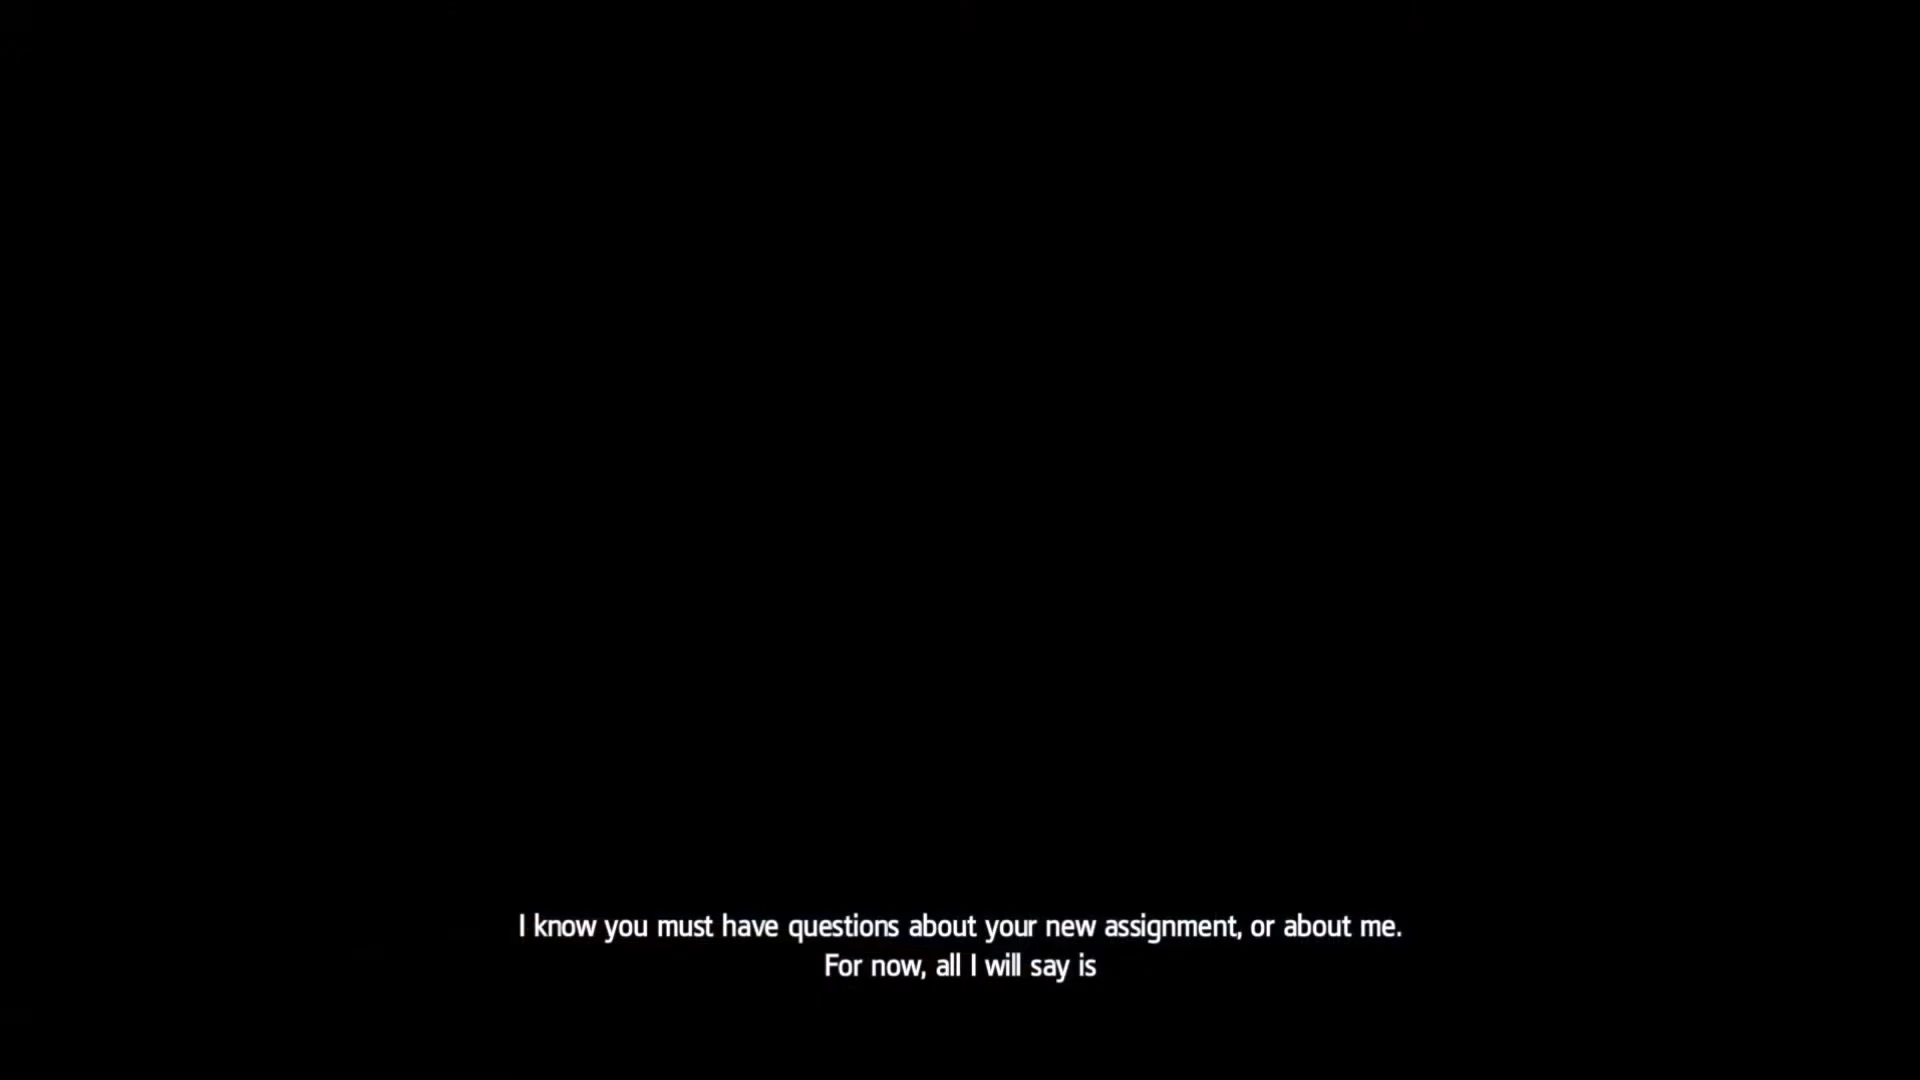 I know you must have questions about your new assignment, or about me.
For now, all I will say is